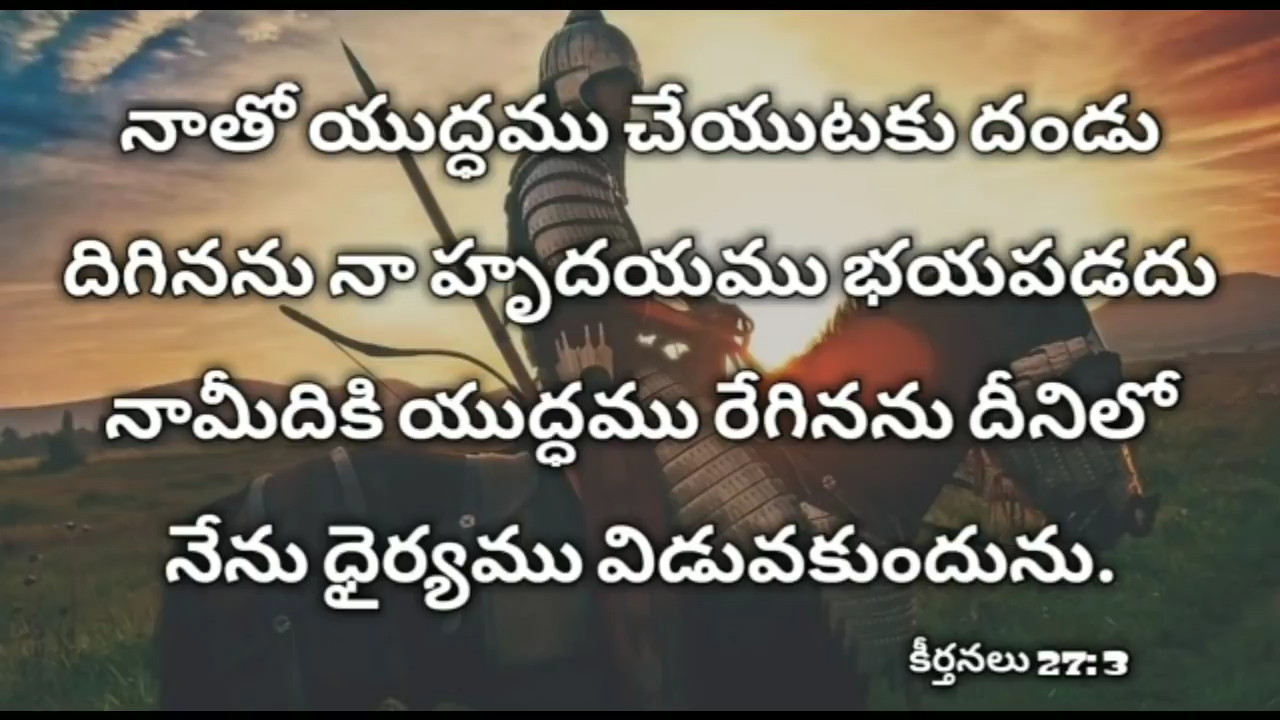 నాతో యుద్ధము చేయుటకు దండు
దిగినను నా హృదయము భయపడదు
నామీదికి యుద్ధము రేగినను దీనిలో
నేను ధైర్యము విడువకుందును.
కీర్తనలు 27:3